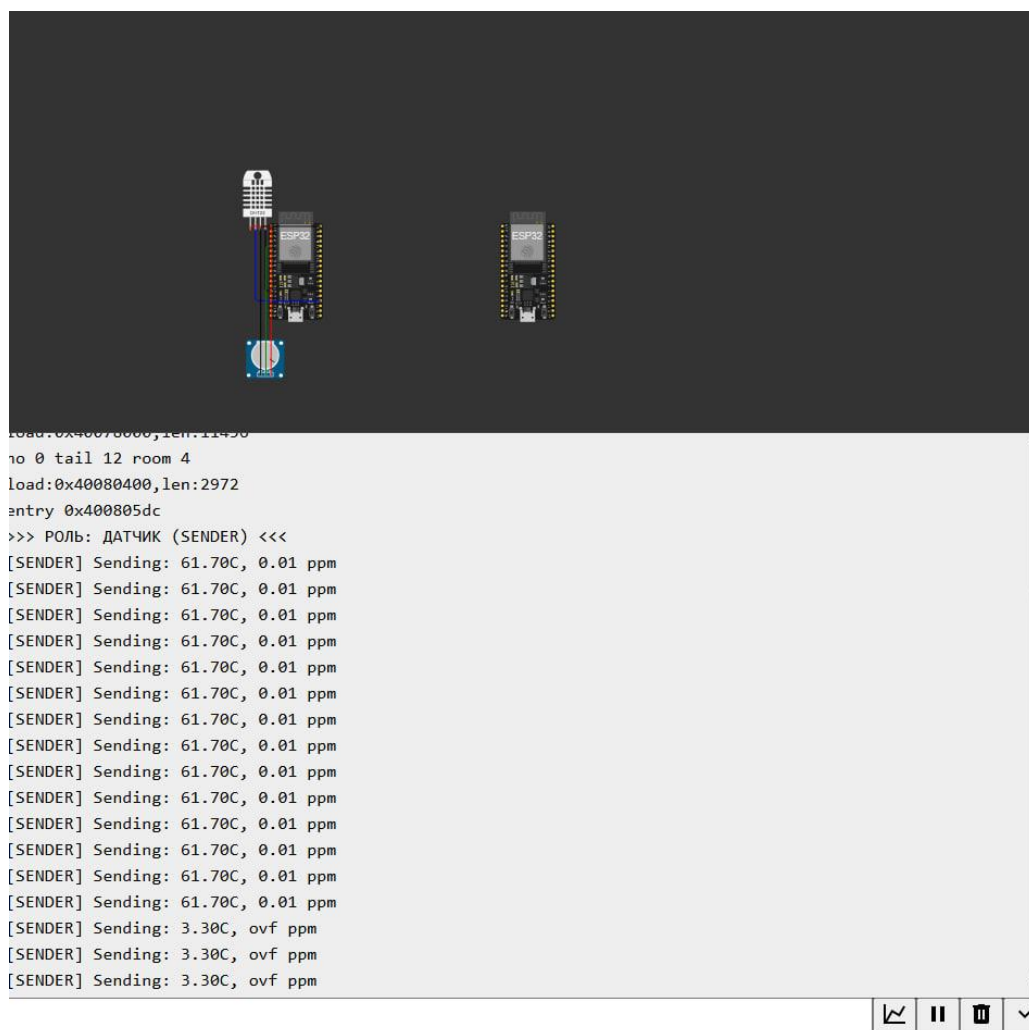 DHT22
ESP32
ESP32
load:0x40078000,len:11456
ho 0 tail 12 room 4
load:0x40080400,len:2972
entry 0x400805dc
>>> РОЛЬ: ДАТЧИК (SENDER) <<<
[SENDER] Sending: 61.70C, 0.01 ppm
[SENDER] Sending: 61.70C, 0.01 ppm
[SENDER] Sending: 61.70C, 0.01 ppm
[SENDER] Sending: 61.70C, 0.01 ppm
[SENDER] Sending: 61.70C, 0.01 ppm
[SENDER] Sending: 61.70C, 0.01 ppm
[SENDER] Sending: 61.70C, 0.01 ppm
[SENDER] Sending: 61.70C, 0.01 ppm
[SENDER] Sending: 61.70C, 0.01 ppm
[SENDER] Sending: 61.70C, 0.01 ppm
[SENDER] Sending: 61.70C, 0.01 ppm
[SENDER] Sending: 61.70C, 0.01 ppm
[SENDER] Sending: 61.70C, 0.01 ppm
[SENDER] Sending: 61.70C, 0.01 ppm
[SENDER] Sending: 3.30C, ovf ppm
[SENDER] Sending: 3.30C, ovf ppm
[SENDER] Sending: 3.30C, ovf ppm